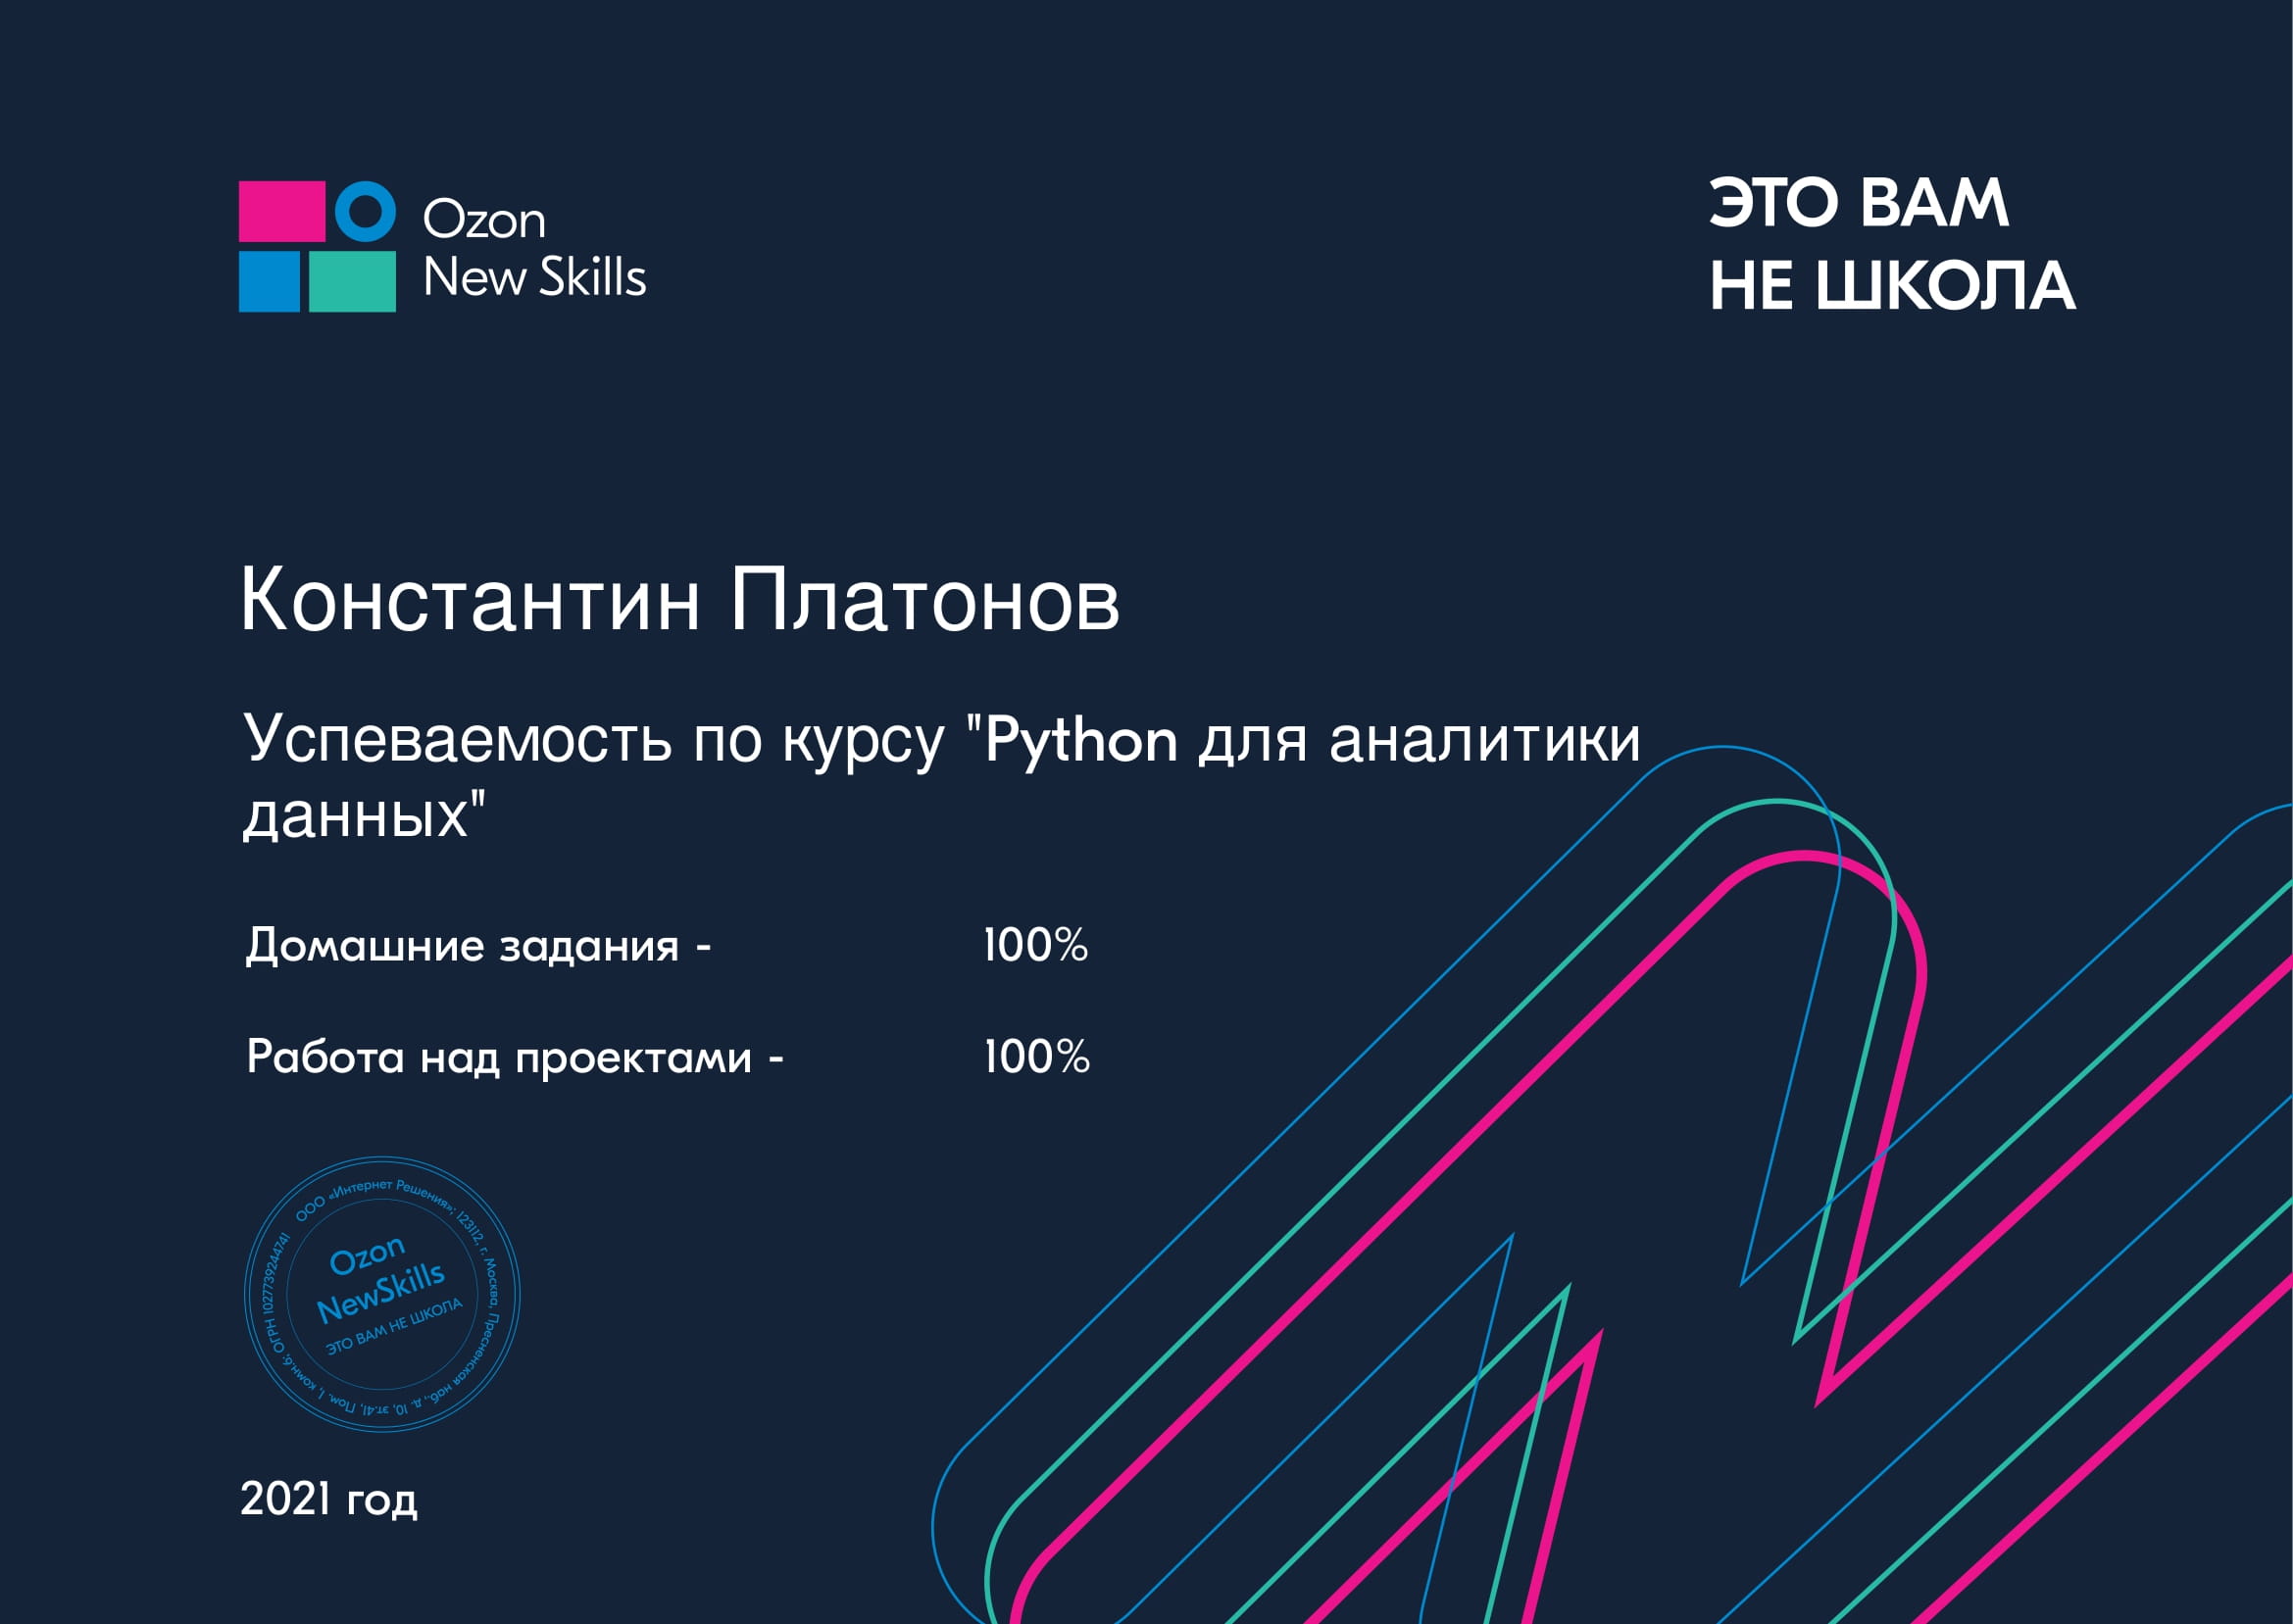 Ozon
New Skills
ЭТО ВАМ
НЕ ШКОЛА
Константин Платонов
Успеваемость по курсу "Python для аналитики
данных"
Домашние задания - 100%
Работа над проектами - 100%
ООО «Интернет Решения»; 123112, г. Москва, Пресненская наб., д. 10, эт.41, Пом. 1, комн.6; ОГРН 1027739244741
Ozon
NewSkills
ЭТО ВАМ НЕ ШКОЛА
2021 год